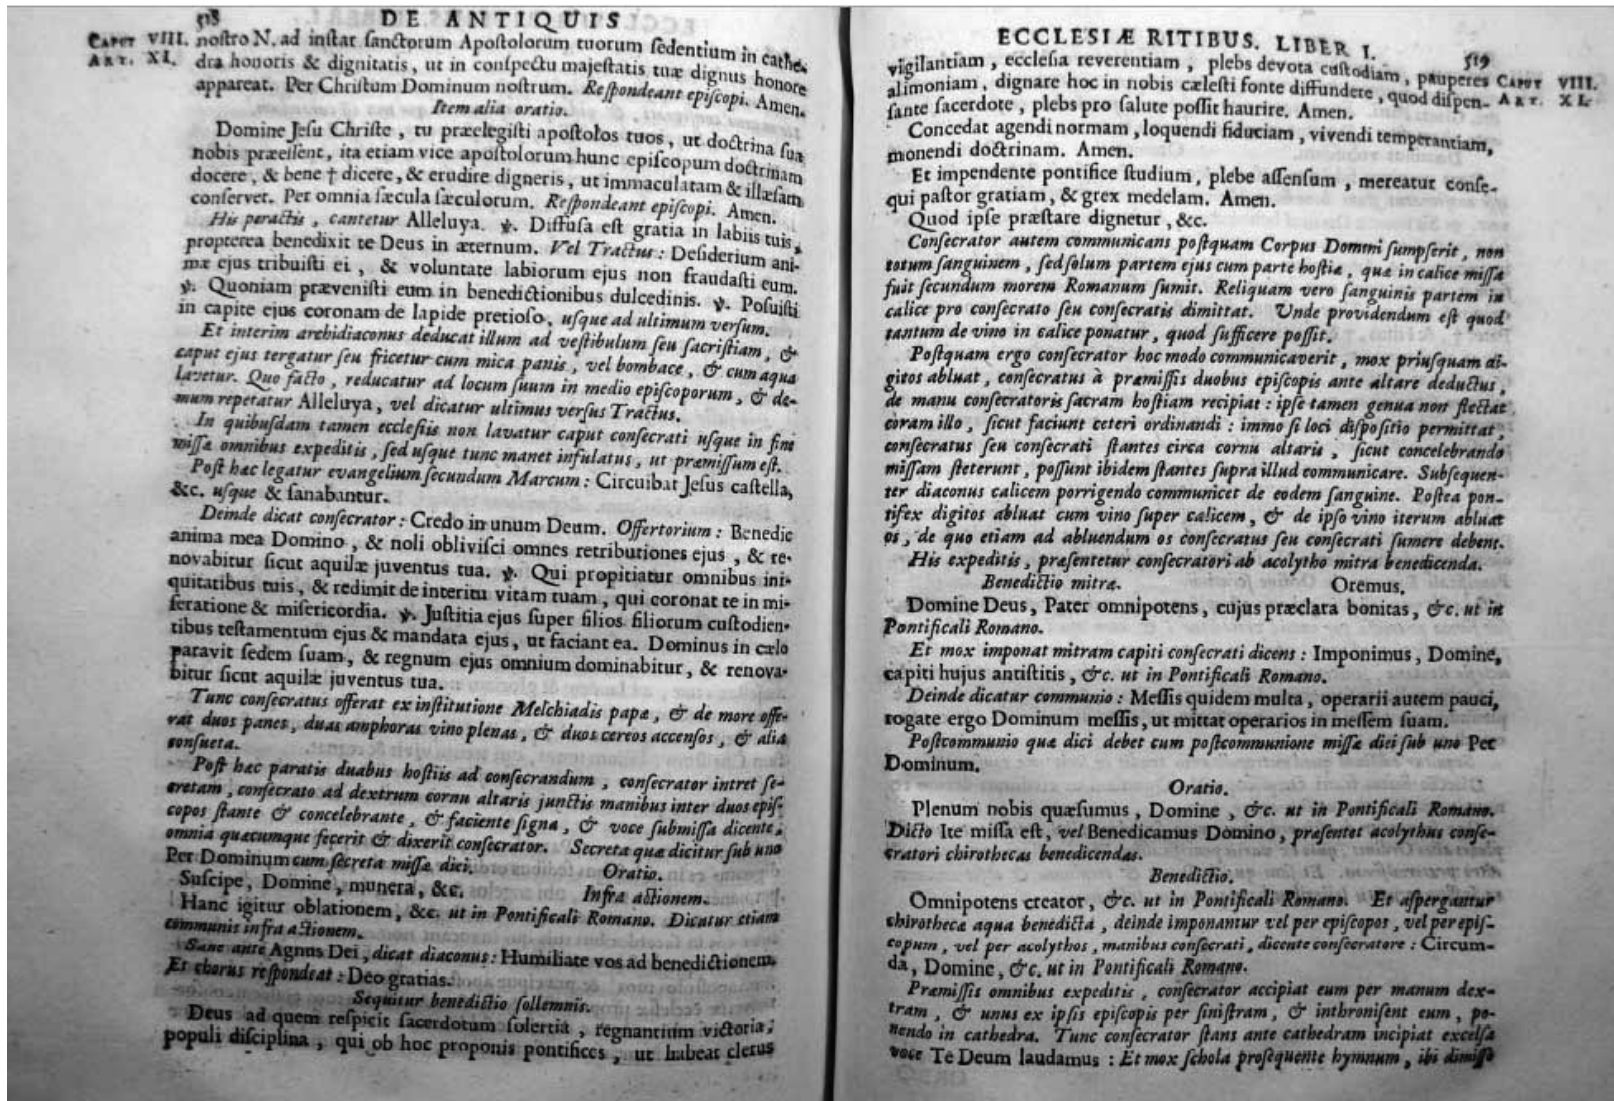 518 DE ANTIQUIS
CAPUT VIII. ART. XI.
nostro N. ad instar sanctorum Apostolorum tuorum sedentium in cathe-
dra honoris & dignitatis, ut in conspectu majestatis tuæ dignus honore
appareat. Per Christum Dominum nostrum. Respondeant episcopi. Amen.
Item alia oratio.
Domine Jesu Christe, tu præelegisti apostolos tuos, ut doctrina sua
nobis præessent, ita etiam vice apostolorum hunc episcopum doctrinam
docere, & bene † dicere, & erudire digneris, ut immaculatam & illæsam
conservet. Per omnia sæcula sæculorum. Respondeant episcopi. Amen.
His peractis, cantetur Alleluya. ℣. Diffusa est gratia in labiis tuis,
propterea benedixit te Deus in æternum. Vel Tractus: Desiderium ani-
mæ ejus tribuisti ei, & voluntate labiorum ejus non fraudasti eum.
℣. Quoniam prævenisti eum in benedictionibus dulcedinis. ℣. Posuisti
in capite ejus coronam de lapide pretioso, usque ad ultimum versum.
Et interim archidiaconus deducat illum ad vestibulum seu sacristiam, &
caput ejus tergatur seu fricetur cum mica panis, vel bombace, & cum aqua
lavetur. Quo facto, reducatur ad locum suum in medio episcoporum, & de-
mum repetatur Alleluya, vel dicatur ultimus versus Tractus.
In quibusdam tamen ecclesiis non lavatur caput consecrati usque in fine
missæ omnibus expeditis, sed usque tunc manet infulatus, ut præmissum est.
Post hæc legatur evangelium secundum Marcum: Circuibat Jesus castella,
&c. usque & sanabantur.
Deinde dicat consecrator: Credo in unum Deum. Offertorium: Benedic
anima mea Domino, & noli oblivisci omnes retributiones ejus, & re-
novabitur sicut aquilæ juventus tua. ℣. Qui propitiatur omnibus ini-
quitatibus tuis, & redimit de interitu vitam tuam, qui coronat te in mi-
seratione & misericordia. ℣. Justitia ejus super filios filiorum custodien-
tibus testamentum ejus & mandata ejus, ut faciant ea. Dominus in cælo
paravit sedem suam, & regnum ejus omnium dominabitur, & renova-
bitur sicut aquilæ juventus tua.
Tunc consecratus offerat ex institutione Melchiadis papæ, & de more offe-
rat duos panes, duas amphoras vino plenas, & duos cereos accensos, & alia
consueta.
Post hæc paratis duabus hostiis ad consecrandum, consecrator intret se-
cretam, consecrato ad dextrum cornu altaris junctis manibus inter duos epis-
copos stante & concelebrante, & faciente signa, & voce submissa dicente,
omnia quæcumque fecerit & dixerit consecrator. Secreta quæ dicitur sub uno
Per Dominum cum secreta missæ diei. Oratio.
Suscipe, Domine, munera, &c. Infra actionem.
Hanc igitur oblationem, &c. ut in Pontificali Romano. Dicatur etiam
communis infra actionem.
Sane ante Agnus Dei, dicat diaconus: Humiliate vos ad benedictionem.
Et chorus respondeat: Deo gratias.
Sequitur benedictio sollemnis.
Deus ad quem respicit sacerdotum solertia, regnantium victoria,
populi disciplina, qui ob hoc proponis pontifices, ut habeat clerus
ECCLESIÆ RITIBUS. LIBER I. 519
CAPUT VIII. ART. XI.
vigilantiam, ecclesia reverentiam, plebs devota custodiam, pauperes
alimoniam, dignare hoc in nobis cælesti fonte diffundere, quod dispen-
sante sacerdote, plebs pro salute possit haurire. Amen.
Concedat agendi normam, loquendi fiduciam, vivendi temperantiam,
monendi doctrinam. Amen.
Et impendente pontifice studium, plebe assensum, mereatur conse-
qui pastor gratiam, & grex medelam. Amen.
Quod ipse præstare dignetur, &c.
Consecrator autem communicans postquam Corpus Domini sumpserit, non
totum sanguinem, sed solum partem ejus cum parte hostiæ, quæ in calice missa
fuit secundum morem Romanum sumit. Reliquam vero sanguinis partem in
calice pro consecrato seu consecratis dimittat. Unde providendum est quod
tantum de vino in calice ponatur, quod sufficere possit.
Postquam ergo consecrator hoc modo communicaverit, mox priusquam di-
gitos abluat, consecratus à præmissis duobus episcopis ante altare deductus,
de manu consecratoris sacram hostiam recipiat: ipse tamen genua non flectat
coram illo, sicut faciunt ceteri ordinandi: immo si loci dispositio permittat,
consecratus seu consecrati stantes circa cornu altaris, sicut concelebrando
missam steterunt, possunt ibidem stantes supra illud communicare. Subsequen-
ter diaconus calicem porrigendo communicet de eodem sanguine. Postea pon-
tifex digitos abluat cum vino super calicem, & de ipso vino iterum abluat
os, de quo etiam ad abluendum os consecratus seu consecrati sumere debent.
His expeditis, præsentetur consecratori ab acolytho mitra benedicenda.
Benedictio mitræ. Oremus.
Domine Deus, Pater omnipotens, cujus præclara bonitas, &c. ut in
Pontificali Romano.
Et mox imponat mitram capiti consecrati dicens: Imponimus, Domine,
capiti hujus antistitis, &c. ut in Pontificali Romano.
Deinde dicatur communio: Messis quidem multa, operarii autem pauci,
rogate ergo Dominum messis, ut mittat operarios in messem suam.
Postcommunio quæ dici debet cum postcommunione missæ diei sub uno Per
Dominum.
Oratio.
Plenum nobis quæsumus, Domine, &c. ut in Pontificali Romano.
Dicto Ite missa est, vel Benedicamus Domino, præsentet acolythus conse-
cratori chirothecas benedicendas.
Benedictio.
Omnipotens creator, &c. ut in Pontificali Romano. Et aspergantur
chirothecæ aqua benedicta, deinde imponantur vel per episcopos, vel per epis-
copum, vel per acolythos, manibus consecrati, dicente consecratore: Circum-
da, Domine, &c. ut in Pontificali Romano.
Præmissis omnibus expeditis, consecrator accipiat eum per manum dex-
tram, & unus ex ipsis episcopis per sinistram, & inthronisent eum, po-
nendo in cathedra. Tunc consecrator stans ante cathedram incipiat excelsa
voce Te Deum laudamus: Et mox schola prosequente hymnum, ibi dimisso